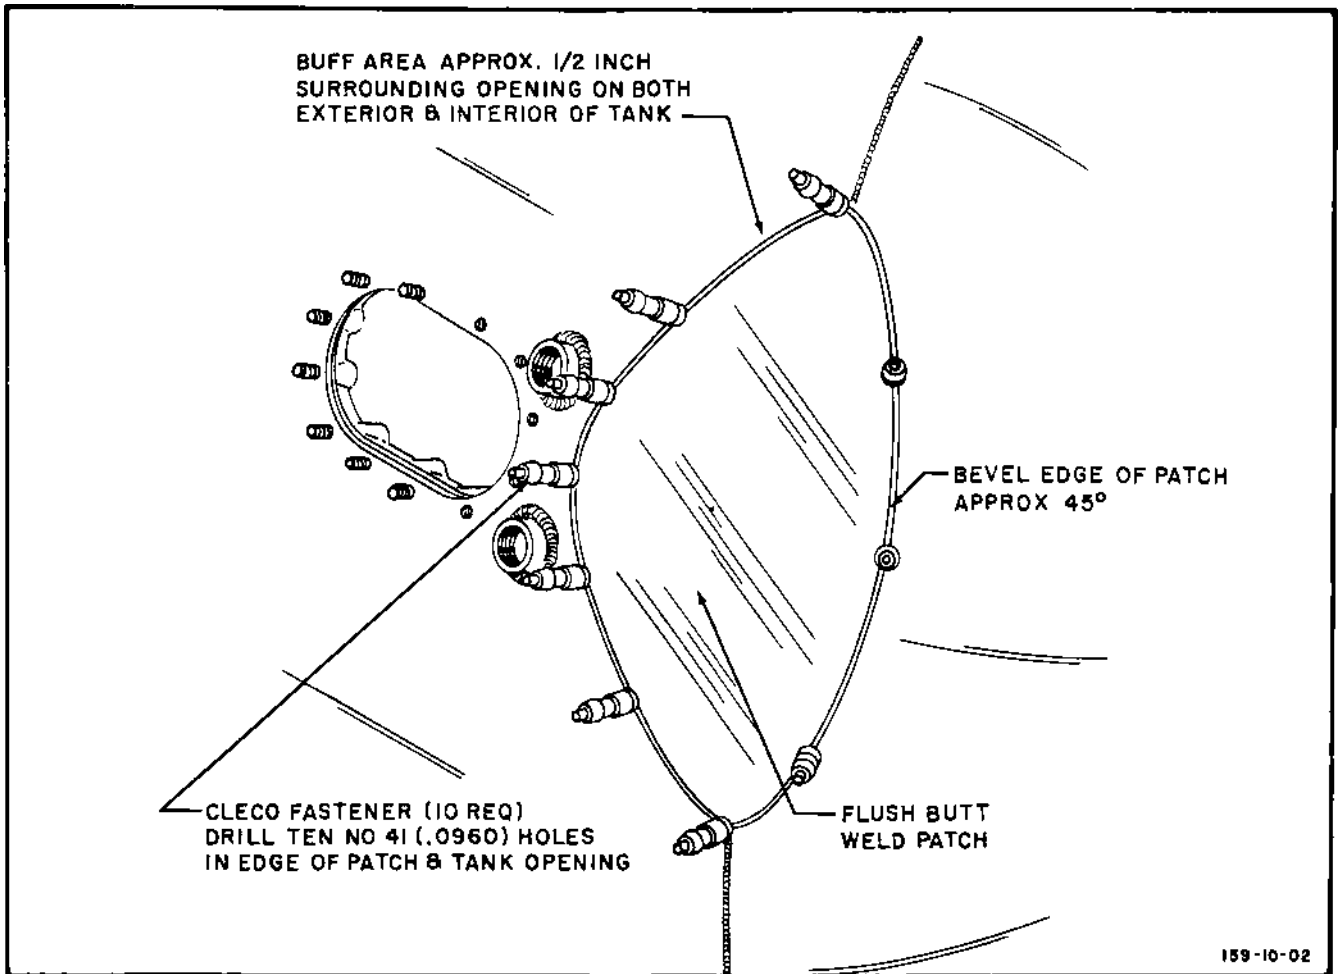 BUFF AREA APPROX. 1/2 INCH
SURROUNDING OPENING ON BOTH
EXTERIOR & INTERIOR OF TANK
BEVEL EDGE OF PATCH
APPROX 45°
CLECO FASTENER (10 REQ)
DRILL TEN NO 41 (.0960) HOLES
IN EDGE OF PATCH & TANK OPENING
FLUSH BUTT
WELD PATCH
159-10-02